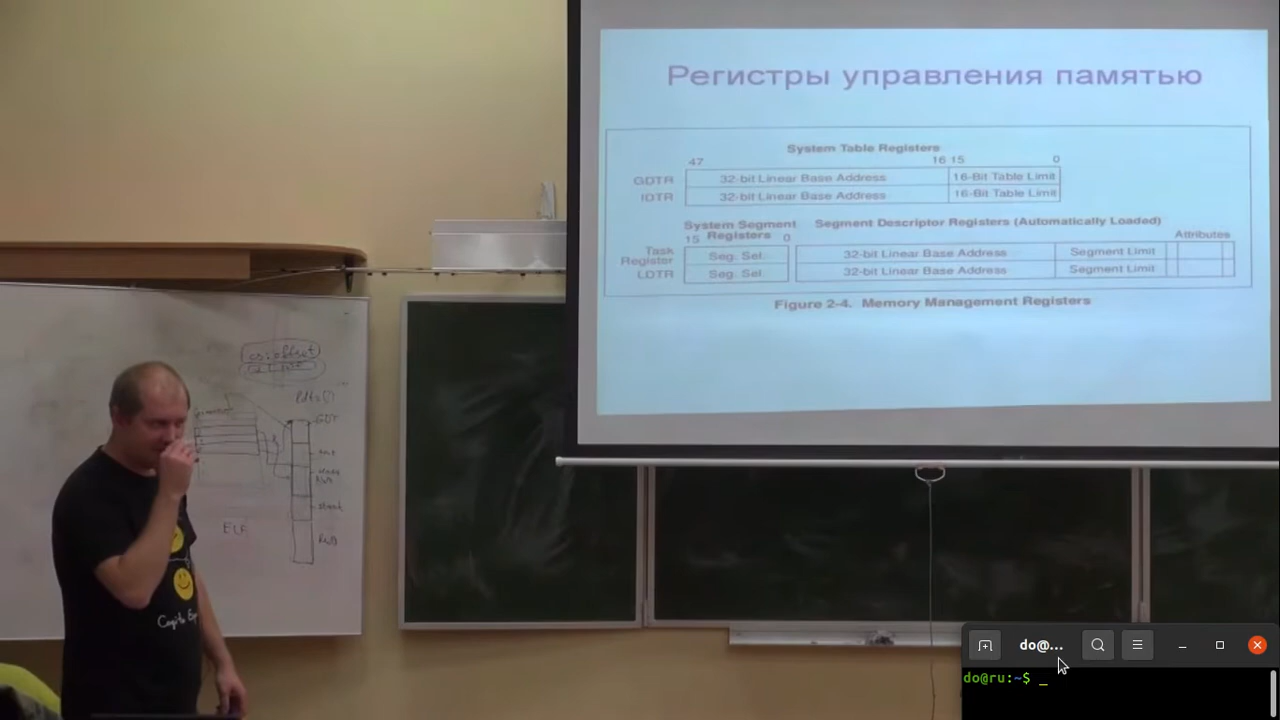 Регистры управления памятью
System Table Registers
47 16 15 0
GDTR 32-bit Linear Base Address 16-Bit Table Limit
IDTR 32-bit Linear Base Address 16-Bit Table Limit
System Segment Registers Segment Descriptor Registers (Automatically Loaded)
15 0 Attributes
Task Register Seg. Sel. 32-bit Linear Base Address Segment Limit
LDTR Seg. Sel. 32-bit Linear Base Address Segment Limit
Figure 2-4. Memory Management Registers
cs:offset
GDT
ELF
do@...
do@ru:~$ _